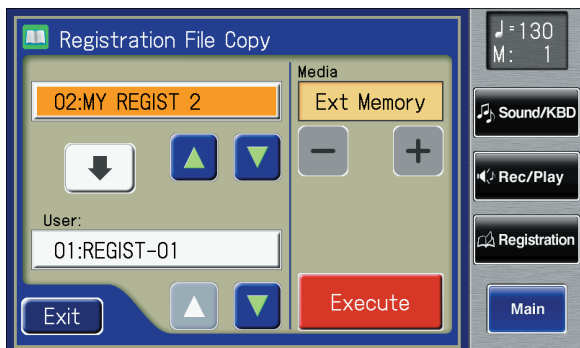 Registration File Copy
Media
02:MY REGIST 2
Ext Memory
User:
01:REGIST-01
Exit
Execute
♩=130
M: 1
Sound/KBD
Rec/Play
Registration
Main